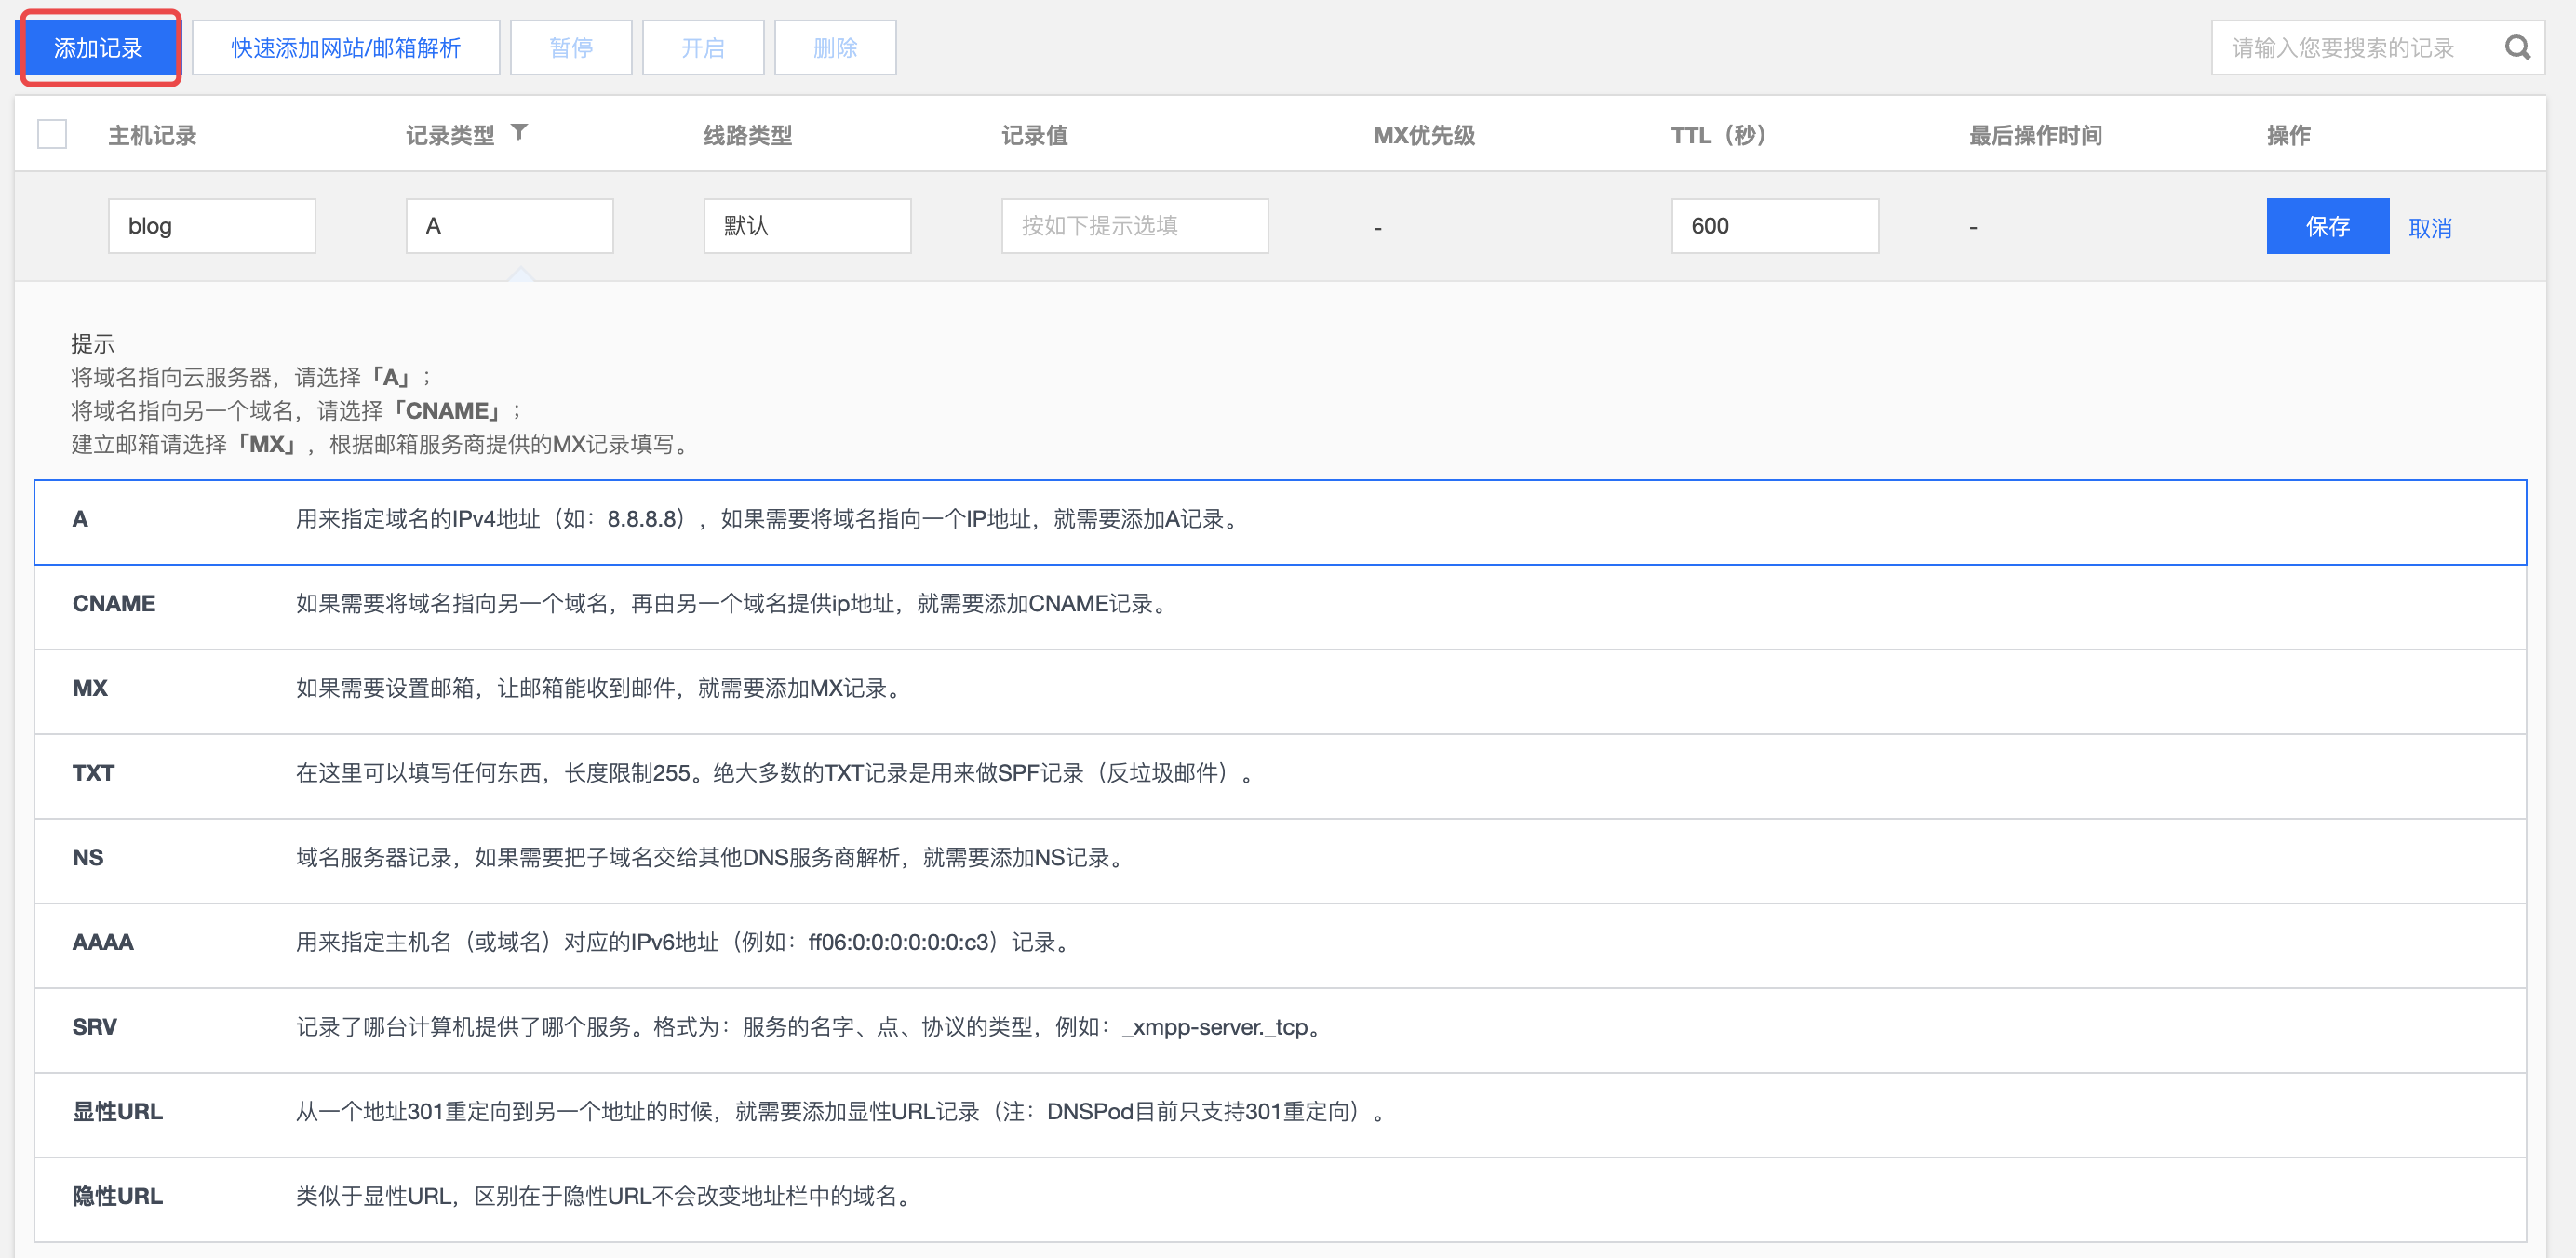 添加记录 快速添加网站/邮箱解析 暂停 开启 删除 请输入您要搜索的记录
主机记录 记录类型 线路类型 记录值 MX优先级 TTL（秒） 最后操作时间 操作
blog A 默认 按如下提示选填 - 600 - 保存 取消
提示
将域名指向云服务器，请选择「A」；
将域名指向另一个域名，请选择「CNAME」；
建立邮箱请选择「MX」，根据邮箱服务商提供的MX记录填写。
A 用来指定域名的IPv4地址（如：8.8.8.8），如果需要将域名指向一个IP地址，就需要添加A记录。
CNAME 如果需要将域名指向另一个域名，再由另一个域名提供ip地址，就需要添加CNAME记录。
MX 如果需要设置邮箱，让邮箱能收到邮件，就需要添加MX记录。
TXT 在这里可以填写任何东西，长度限制255。绝大多数的TXT记录是用来做SPF记录（反垃圾邮件）。
NS 域名服务器记录，如果需要把子域名交给其他DNS服务商解析，就需要添加NS记录。
AAAA 用来指定主机名（或域名）对应的IPv6地址（例如：ff06:0:0:0:0:0:0:c3）记录。
SRV 记录了哪台计算机提供了哪个服务。格式为：服务的名字、点、协议的类型，例如：_xmpp-server._tcp。
显性URL 从一个地址301重定向到另一个地址的时候，就需要添加显性URL记录（注：DNSPod目前只支持301重定向）。
隐性URL 类似于显性URL，区别在于隐性URL不会改变地址栏中的域名。